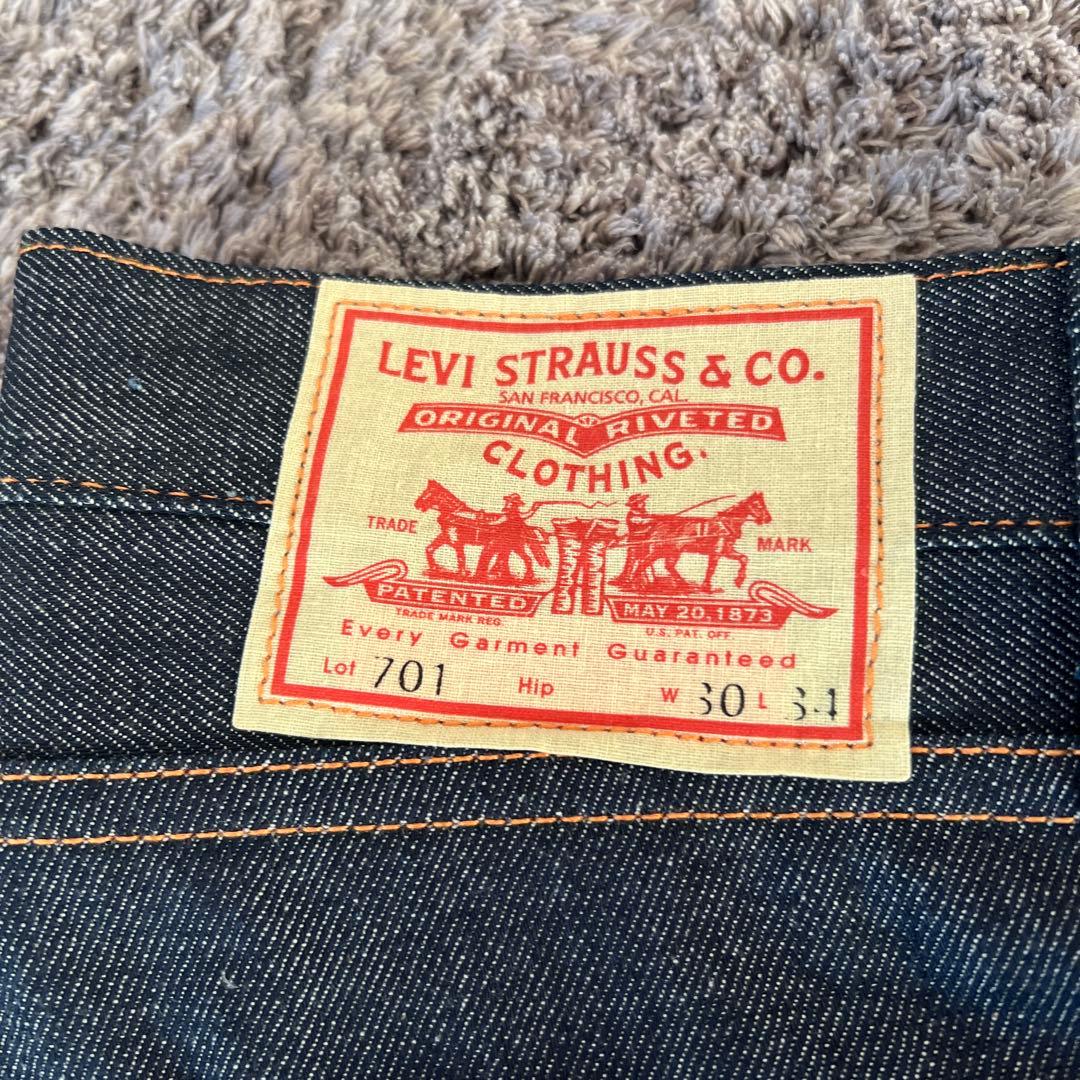 LEVI STRAUSS & CO.
SAN FRANCISCO, CAL.
ORIGINAL RIVETED
CLOTHING.
TRADE MARK
PATENTED MAY 20, 1873
TRADE MARK REG. U.S. PAT. OFF.
Every Garment Guaranteed
Lot 701 Hip W 30 L 34